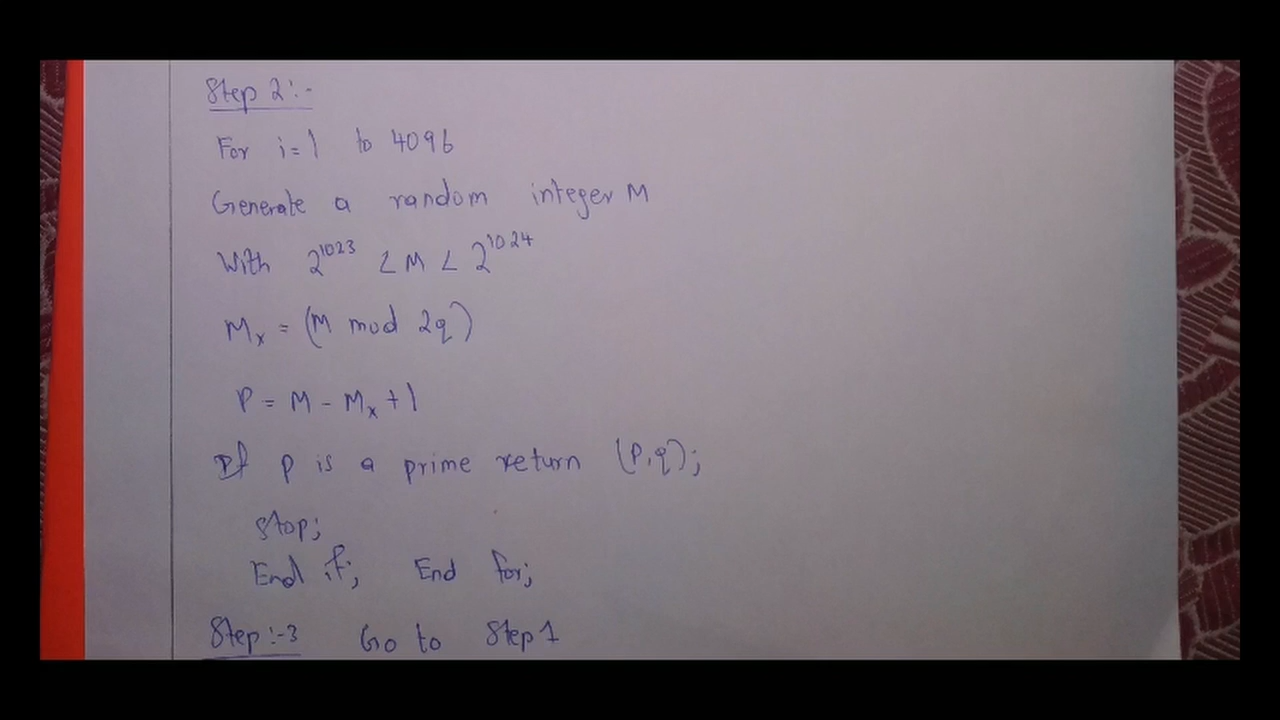 Step 2:-
For i=1 to 4096
Generate a random integer M
With 2^1023 < M < 2^1024
Mx = (M mod 2q)
P = M - Mx + 1
If p is a prime return (p,q);
stop;
End if; End for;
Step:-3 Go to Step 1